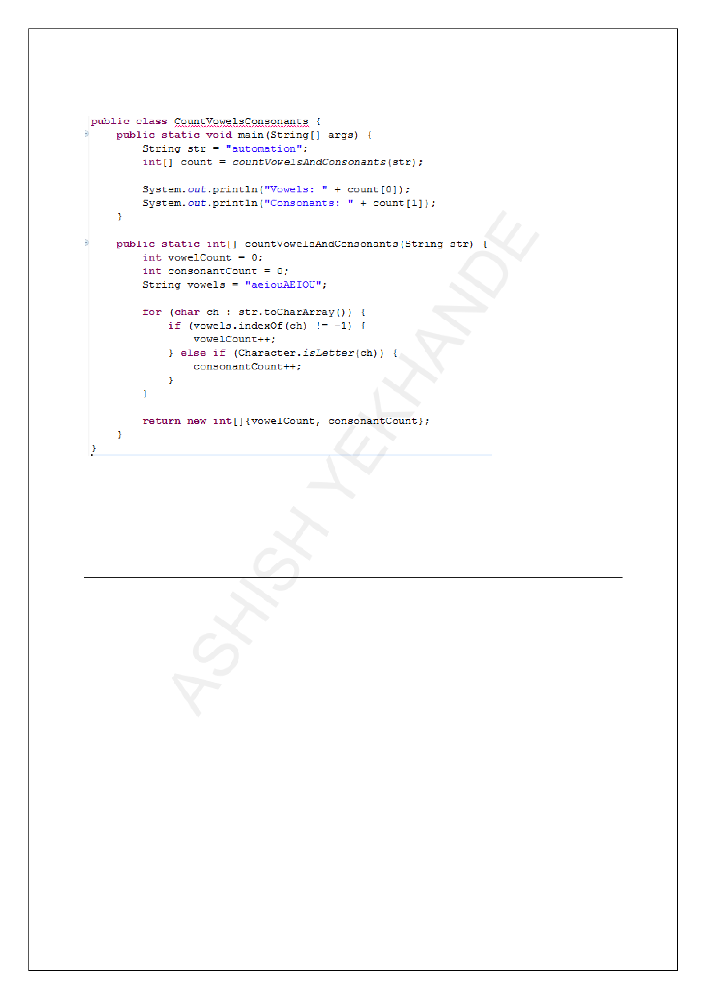 public class CountVowelsConsonants {
    public static void main(String[] args) {
        String str = "automation";
        int[] count = countVowelsAndConsonants(str);

        System.out.println("Vowels: " + count[0]);
        System.out.println("Consonants: " + count[1]);
    }

    public static int[] countVowelsAndConsonants(String str) {
        int vowelCount = 0;
        int consonantCount = 0;
        String vowels = "aeiouAEIOU";

        for (char ch : str.toCharArray()) {
            if (vowels.indexOf(ch) != -1) {
                vowelCount++;
            } else if (Character.isLetter(ch)) {
                consonantCount++;
            }
        }

        return new int[]{vowelCount, consonantCount};
    }
}
ASHISH YEKHANDE